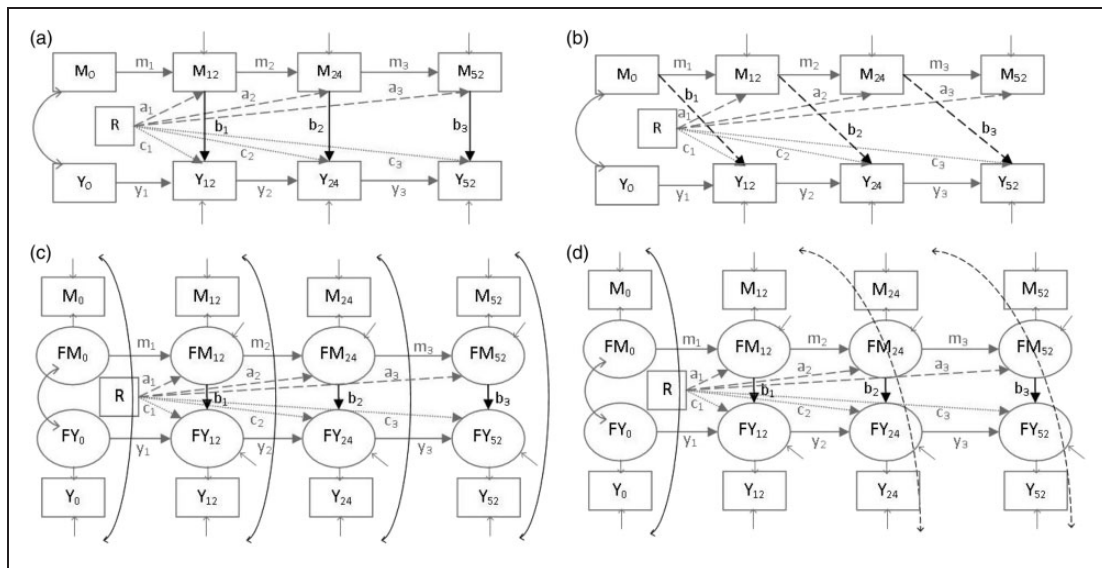 (a)
M₀ m₁ M₁₂ m₂ M₂₄ m₃ M₅₂
a₁ a₂ a₃
R b₁ b₂ b₃
c₁ c₂ c₃
Y₀ y₁ Y₁₂ y₂ Y₂₄ y₃ Y₅₂
(b)
M₀ m₁ M₁₂ m₂ M₂₄ m₃ M₅₂
b₁ a₁ a₂ a₃
R b₂ b₃
c₁ c₂ c₃
Y₀ y₁ Y₁₂ y₂ Y₂₄ y₃ Y₅₂
(c)
M₀ M₁₂ M₂₄ M₅₂
FM₀ m₁ FM₁₂ m₂ FM₂₄ m₃ FM₅₂
a₁ a₂ a₃
R b₁ b₂ b₃
c₁ c₂ c₃
FY₀ y₁ FY₁₂ y₂ FY₂₄ y₃ FY₅₂
Y₀ Y₁₂ Y₂₄ Y₅₂
(d)
M₀ M₁₂ M₂₄ M₅₂
FM₀ m₁ FM₁₂ m₂ FM₂₄ m₃ FM₅₂
a₁ a₂ a₃
R b₁ b₂ b₃
c₁ c₂ c₃
FY₀ y₁ FY₁₂ y₂ FY₂₄ y₃ FY₅₂
Y₀ Y₁₂ Y₂₄ Y₅₂